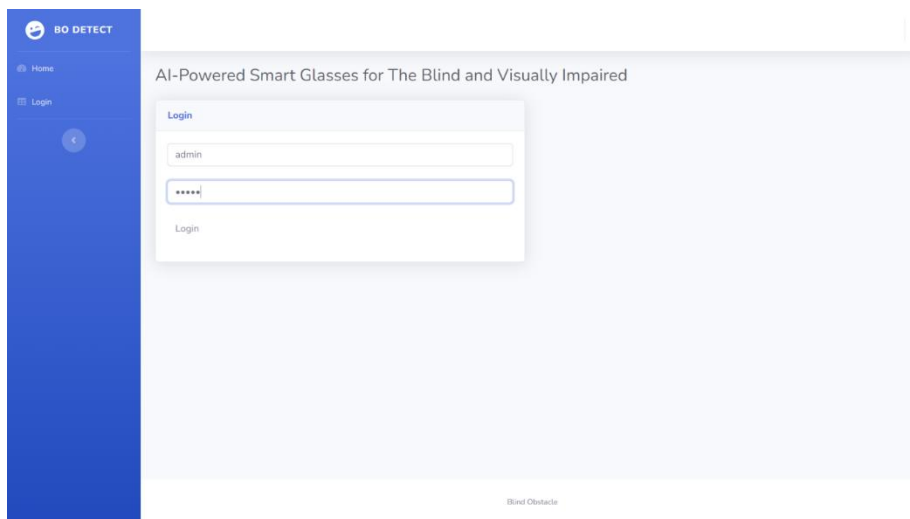 BO DETECT
Home
Login
AI-Powered Smart Glasses for The Blind and Visually Impaired
Login
admin
•••••
Login
Blind Obstacle